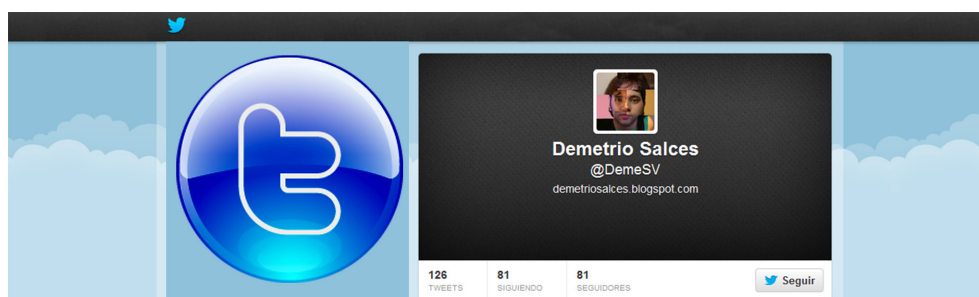 Demetrio Salces
@DemeSV
demetriosalces.blogspot.com
126 81 81 Seguir
TWEETS SIGUIENDO SEGUIDORES